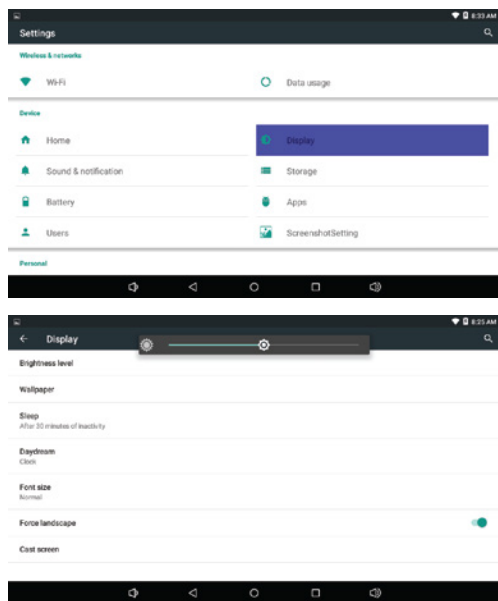 8:33 AM
Settings
Wireless & networks
Wi-Fi
Data usage
Device
Home
Display
Sound & notification
Storage
Battery
Apps
Users
ScreenshotSetting
Personal
8:25 AM
Display
Brightness level
Wallpaper
Sleep
After 30 minutes of inactivity
Daydream
Clock
Font size
Normal
Force landscape
Cast screen